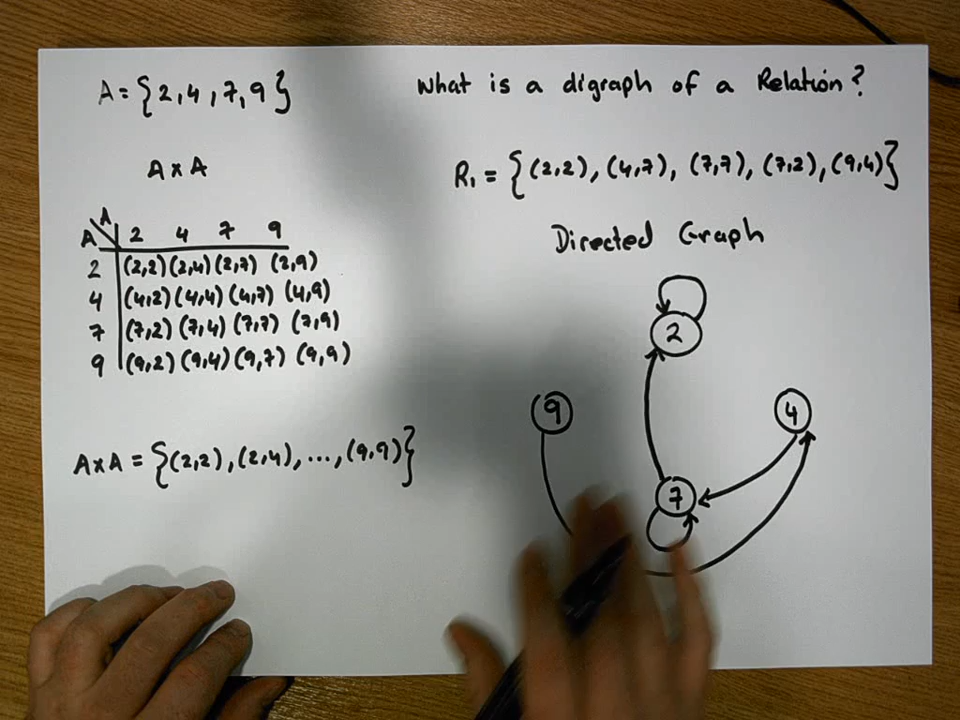 A = {2, 4, 7, 9}
What is a digraph of a Relation?
A x A
R₁ = {(2,2), (4,7), (7,7), (7,2), (9,4)}
Directed Graph
A
A 2 4 7 9
2 (2,2) (2,4) (2,7) (2,9)
4 (4,2) (4,4) (4,7) (4,9)
7 (7,2) (7,4) (7,7) (7,9)
9 (9,2) (9,4) (9,7) (9,9)
A x A = {(2,2), (2,4), ..., (9,9)}
2
9
4
7